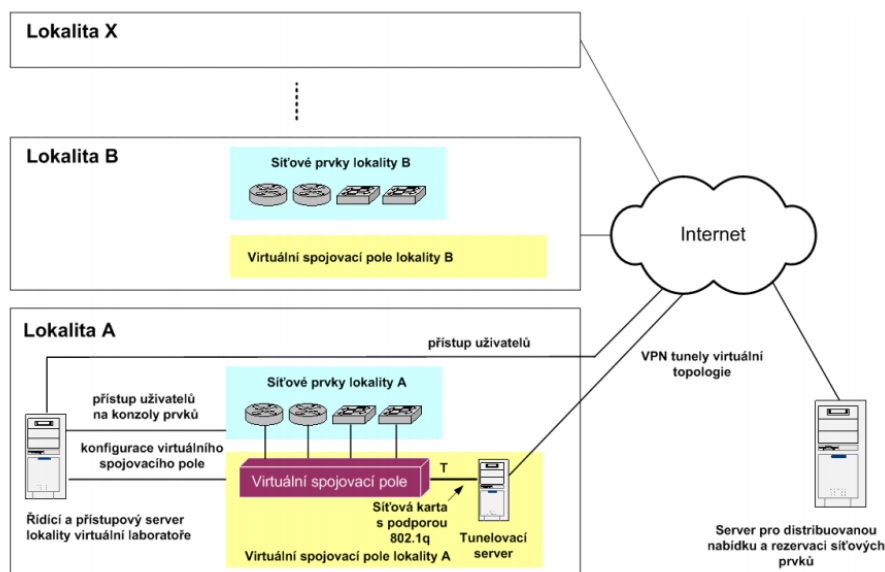 Lokalita X
Lokalita B
Síťové prvky lokality B
Virtuální spojovací pole lokality B
Internet
Lokalita A
přístup uživatelů
VPN tunely virtuální
topologie
Síťové prvky lokality A
přístup uživatelů
na konzoly prvků
konfigurace virtuálního
spojovacího pole
Virtuální spojovací pole
T
Síťová karta
s podporou
802.1q
Tunelovací
server
Virtuální spojovací pole lokality A
Řídící a přístupový server
lokality virtuální laboratoře
Server pro distribuovanou
nabídku a rezervaci síťových
prvků